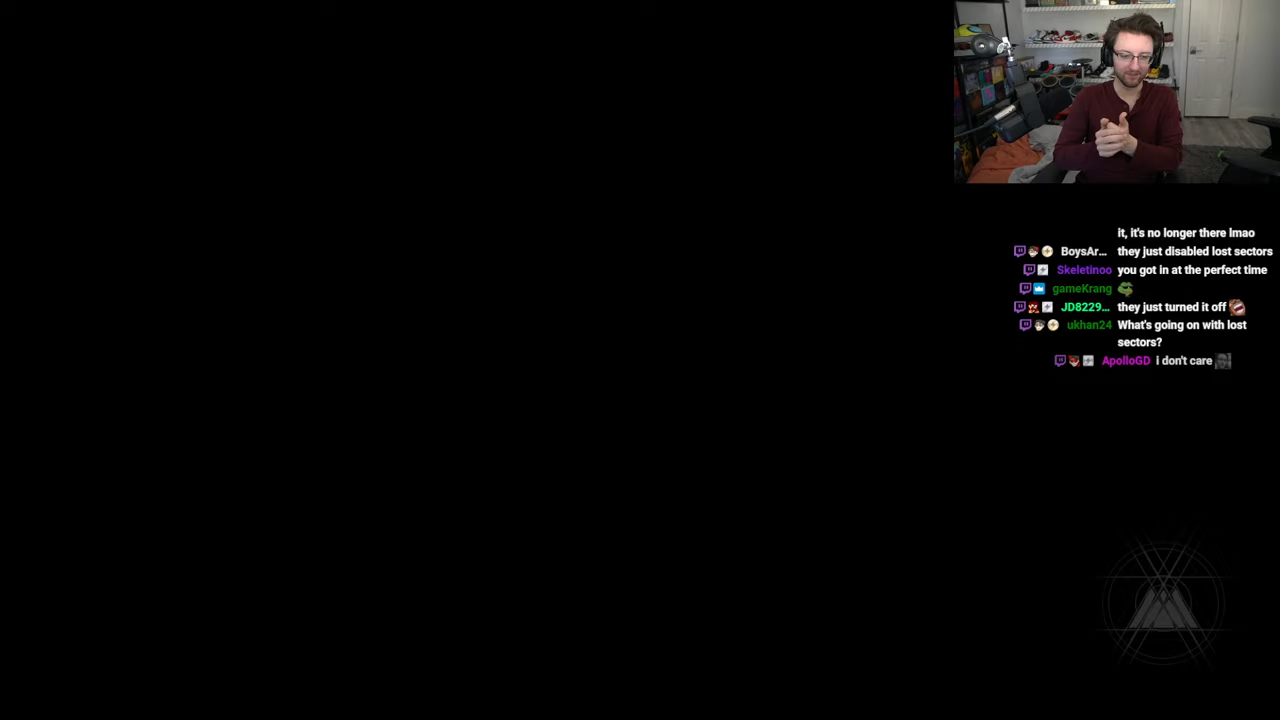 it, it's no longer there lmao
BoysAr... they just disabled lost sectors
Skeletinoo you got in at the perfect time
gameKrang
JD8229... they just turned it off
ukhan24 What's going on with lost
sectors?
ApolloGD i don't care